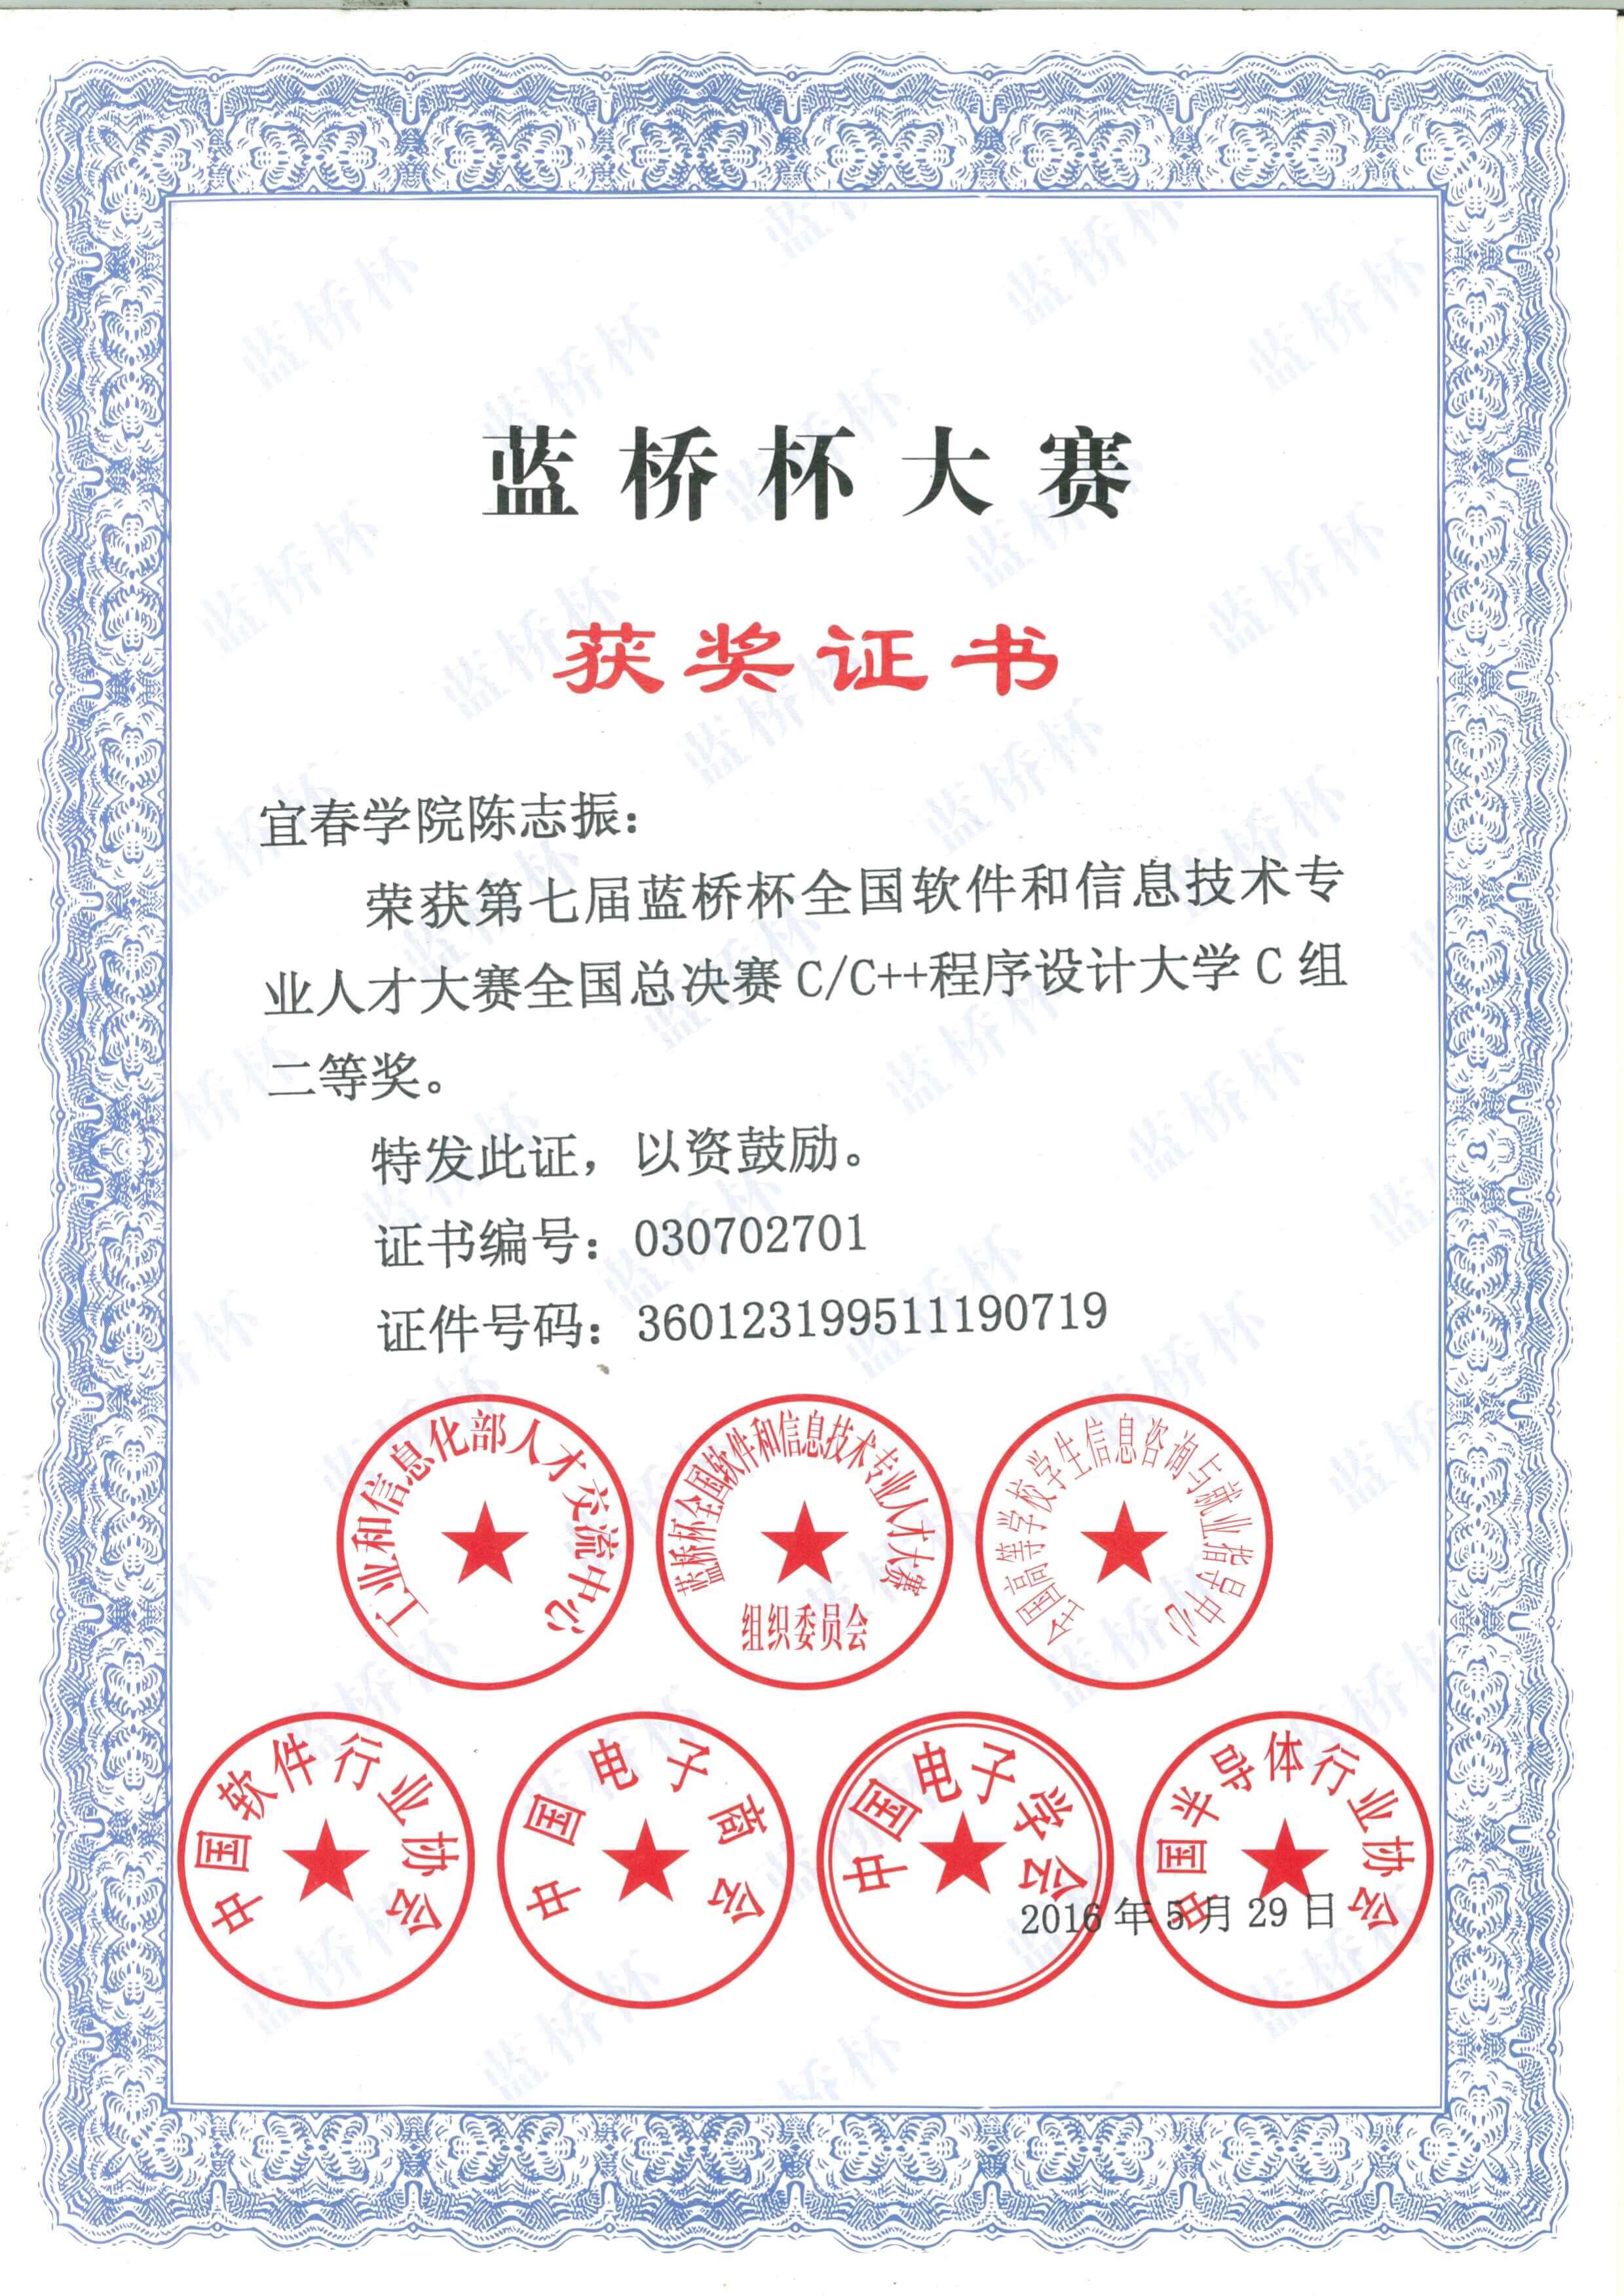 蓝桥杯大赛
获奖证书
宜春学院陈志振：
荣获第七届蓝桥杯全国软件和信息技术专
业人才大赛全国总决赛 C/C++程序设计大学 C 组
二等奖。
特发此证，以资鼓励。
证书编号：030702701
证件号码：360123199511190719
工业和信息化部人才交流中心
蓝桥杯全国软件和信息技术专业人才大赛
组织委员会
全国高等学校学生信息咨询与就业指导中心
中国软件行业协会
中国电子商会
中国电子学会
中国半导体行业协会
2016 年 5 月 29 日
蓝桥杯